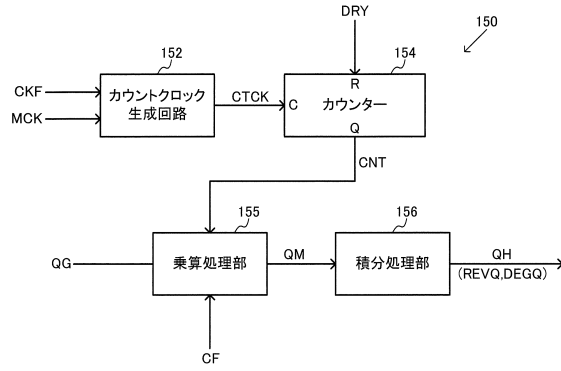 DRY
150
152
154
CKF
MCK
カウントクロック
生成回路
CTCK
C
R
カウンター
Q
CNT
155
156
QG
乗算処理部
QM
積分処理部
QH
(REVQ,DEGQ)
CF